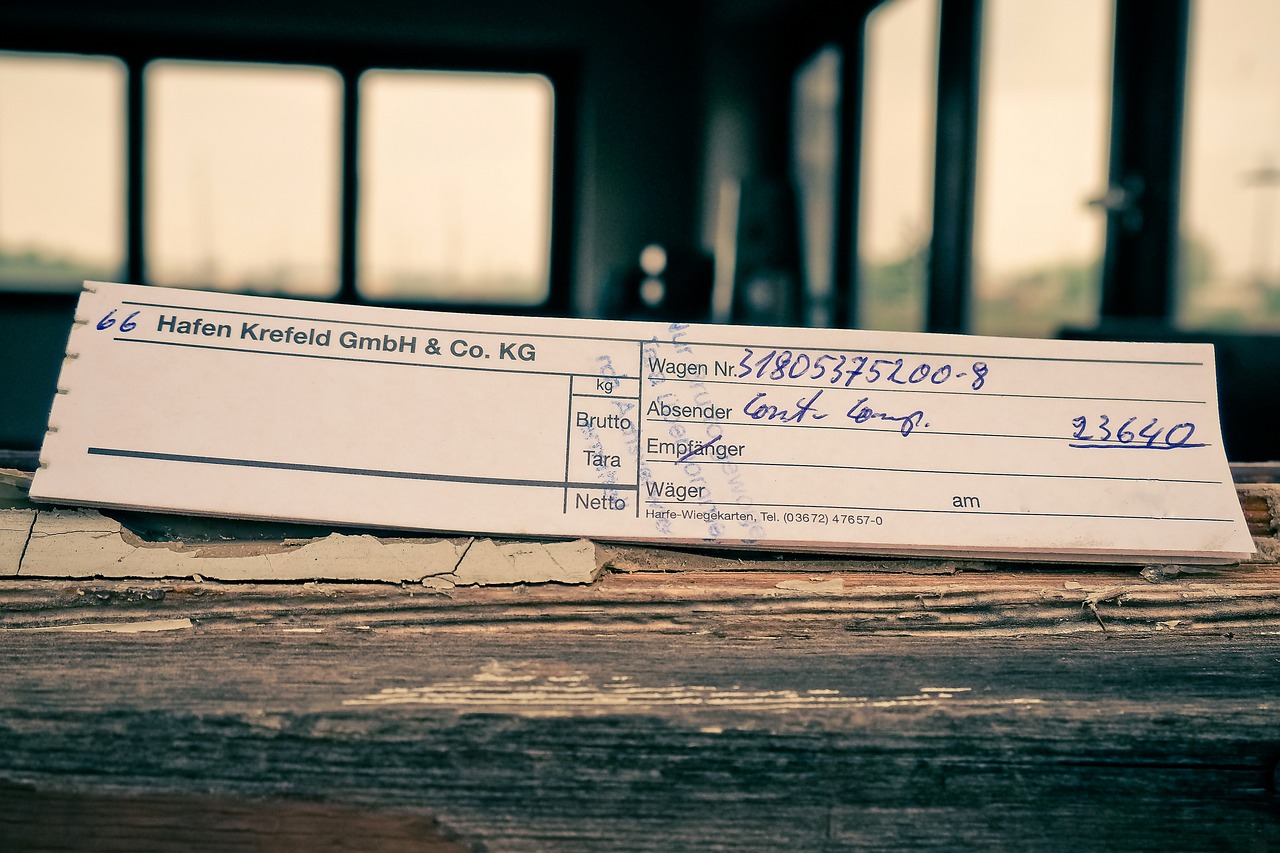 66 Hafen Krefeld GmbH & Co. KG
kg
Brutto
Tara
Netto
Wagen Nr. 31805375200-8
Absender Cont. Comp. 23640
Empfänger
Wäger am
Harfe-Wiegekarten, Tel. (03672) 47657-0